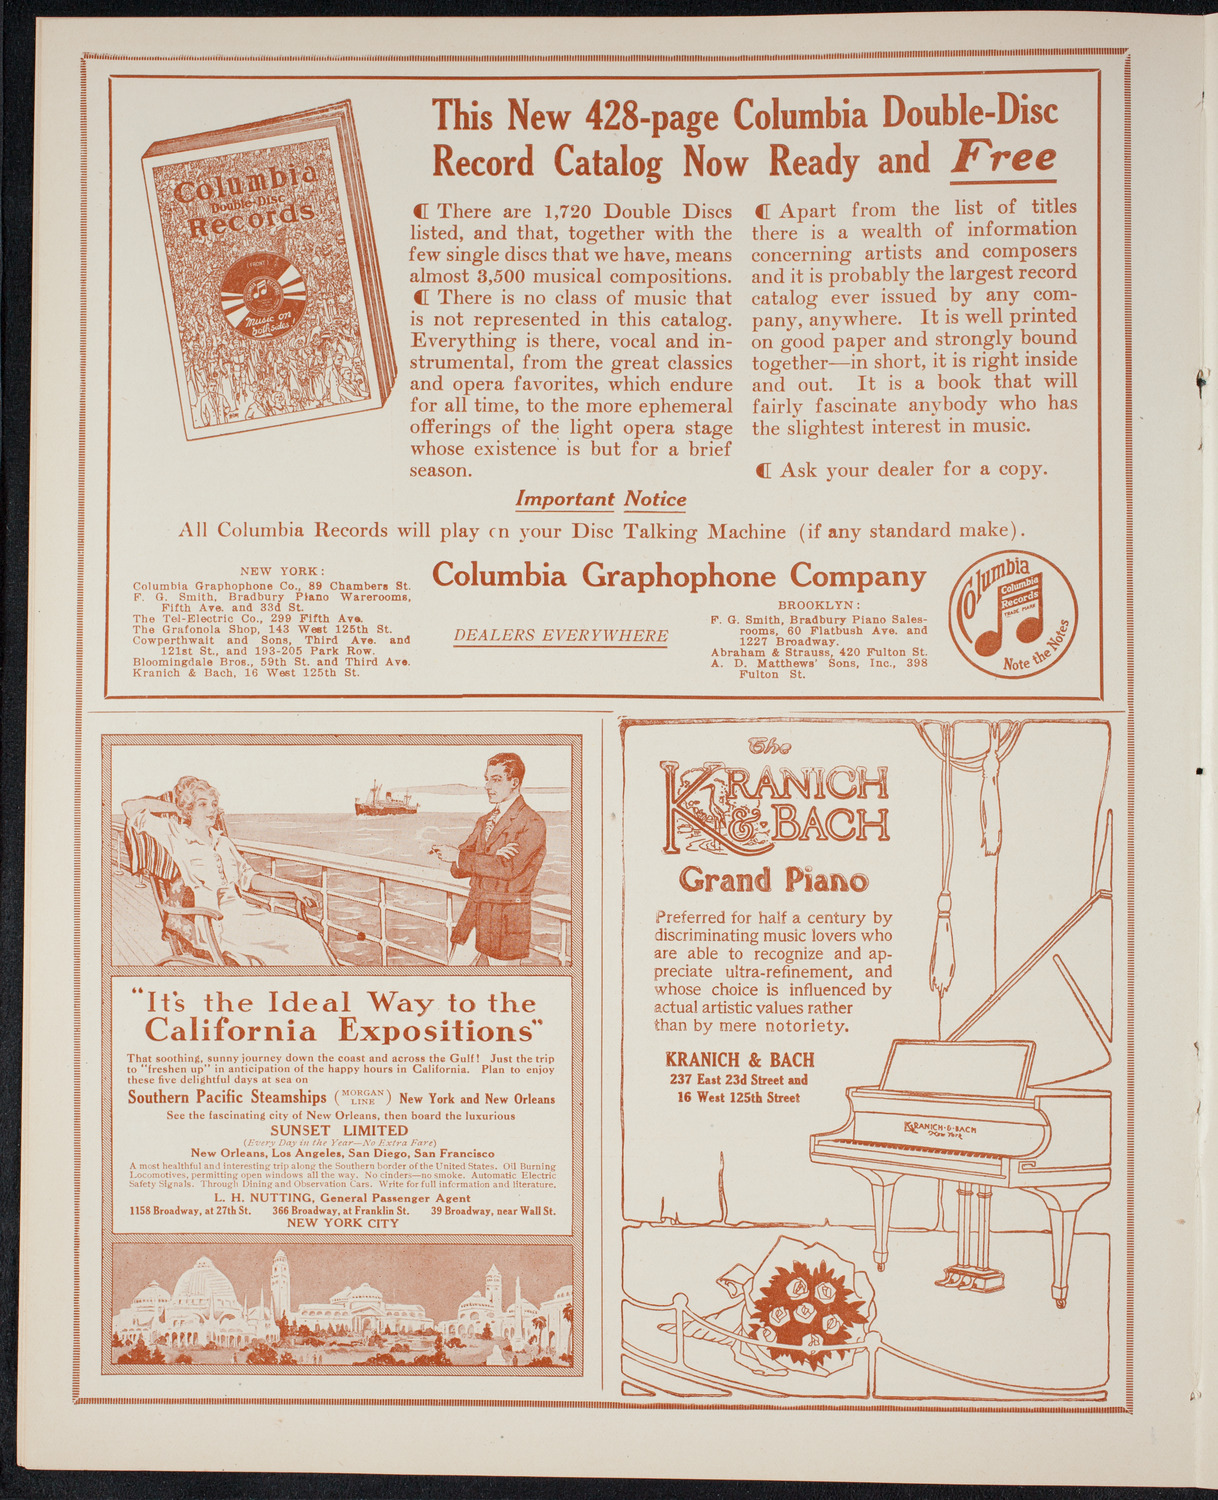 This New 428-page Columbia Double-Disc
Record Catalog Now Ready and Free
Columbia
Double-Disc
Records
Music on
both sides!
⁋ There are 1,720 Double Discs
listed, and that, together with the
few single discs that we have, means
almost 3,500 musical compositions.
⁋ There is no class of music that
is not represented in this catalog.
Everything is there, vocal and in-
strumental, from the great classics
and opera favorites, which endure
for all time, to the more ephemeral
offerings of the light opera stage
whose existence is but for a brief
season.
⁋ Apart from the list of titles
there is a wealth of information
concerning artists and composers
and it is probably the largest record
catalog ever issued by any com-
pany, anywhere. It is well printed
on good paper and strongly bound
together—in short, it is right inside
and out. It is a book that will
fairly fascinate anybody who has
the slightest interest in music.
⁋ Ask your dealer for a copy.
Important Notice
All Columbia Records will play on your Disc Talking Machine (if any standard make).
NEW YORK:
Columbia Graphophone Co., 89 Chambers St.
F. G. Smith, Bradbury Piano Warerooms,
Fifth Ave. and 33d St.
The Tel-Electric Co., 299 Fifth Ave.
The Grafonola Shop, 143 West 125th St.
Cowperthwait and Sons, Third Ave. and
121st St., and 193-205 Park Row.
Bloomingdale Bros., 59th St. and Third Ave.
Kranich & Bach, 16 West 125th St.
Columbia Graphophone Company
DEALERS EVERYWHERE
BROOKLYN:
F. G. Smith, Bradbury Piano Sales-
rooms, 60 Flatbush Ave. and
1227 Broadway.
Abraham & Strauss, 420 Fulton St.
A. D. Matthews' Sons, Inc., 398
Fulton St.
Columbia
Columbia
Records
TRADE MARK
Note the Notes
"It's the Ideal Way to the
California Expositions"
That soothing, sunny journey down the coast and across the Gulf! Just the trip
to "freshen up" in anticipation of the happy hours in California. Plan to enjoy
these five delightful days at sea on
Southern Pacific Steamships (MORGAN LINE) New York and New Orleans
See the fascinating city of New Orleans, then board the luxurious
SUNSET LIMITED
(Every Day in the Year—No Extra Fare)
New Orleans, Los Angeles, San Diego, San Francisco
A most healthful and interesting trip along the Southern border of the United States. Oil Burning
Locomotives, permitting open windows all the way. No cinders—no smoke. Automatic Electric
Safety Signals. Through Dining and Observation Cars. Write for full information and literature.
L. H. NUTTING, General Passenger Agent
1158 Broadway, at 27th St. 366 Broadway, at Franklin St. 39 Broadway, near Wall St.
NEW YORK CITY
The
KRANICH
& BACH
Grand Piano
Preferred for half a century by
discriminating music lovers who
are able to recognize and ap-
preciate ultra-refinement, and
whose choice is influenced by
actual artistic values rather
than by mere notoriety.
KRANICH & BACH
237 East 23d Street and
16 West 125th Street
KRANICH·&·BACH
New York